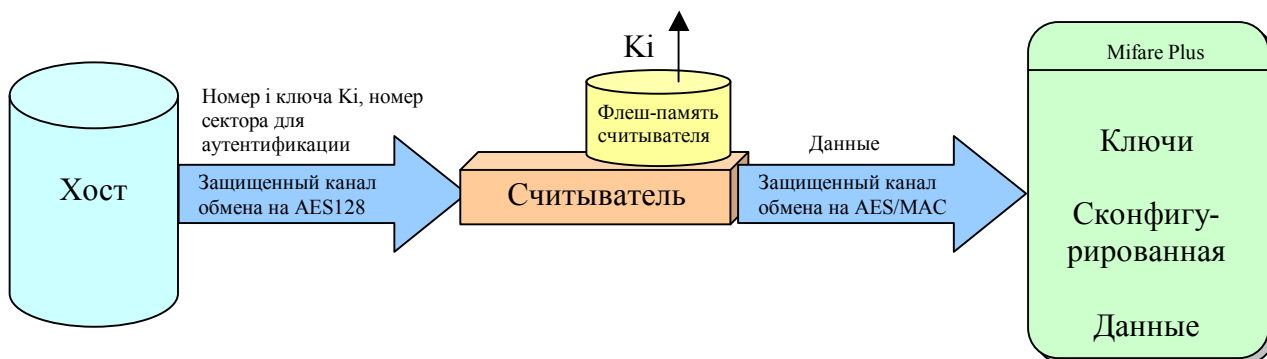 Хост
Номер i ключа Ki, номер
сектора для
аутентификации
Защищенный канал
обмена на AES128
Ki
Флеш-память
считывателя
Считыватель
Данные
Защищенный канал
обмена на AES/MAC
Mifare Plus
Ключи
Сконфигу-
рированная
Данные